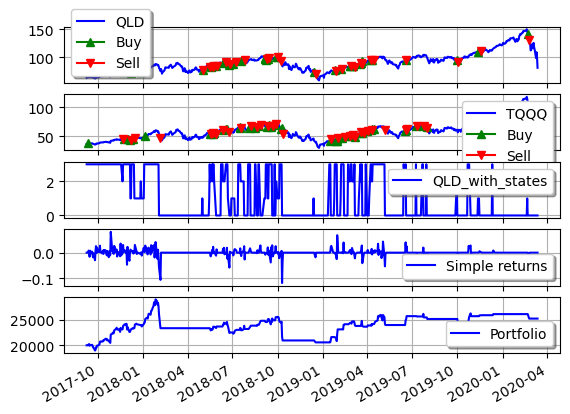 150
100
QLD
Buy
Sell
100
50
TQQQ
Buy
Sell
2
0
QLD_with_states
0.0
−0.1
Simple returns
25000
20000
Portfolio
2017-10
2018-01
2018-04
2018-07
2018-10
2019-01
2019-04
2019-07
2019-10
2020-01
2020-04